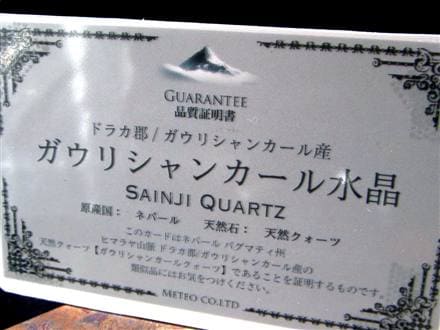 GUARANTEE
品質証明書
ドラカ郡/ガウリシャンカール産
ガウリシャンカール水晶
SAINJI QUARTZ
原産国： ネパール 天然石： 天然クォーツ
このカードはネパール バグマティ州
ヒマラヤ山脈 ドラカ郡/ガウリシャンカール産の
天然クォーツ【ガウリシャンカールクォーツ】であることを証明するものです。
類似品にはお気をつけください。
METEO CO.LTD